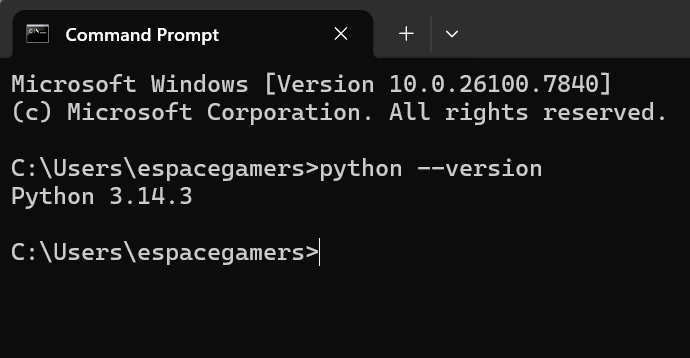 Command Prompt
Microsoft Windows [Version 10.0.26100.7840]
(c) Microsoft Corporation. All rights reserved.
C:\Users\espacegamers>python --version
Python 3.14.3
C:\Users\espacegamers>